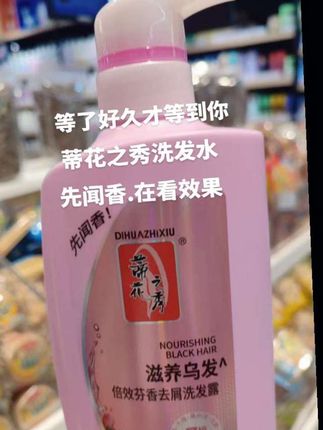 等了好久才等到你
蒂花之秀洗发水
先闻香.在看效果
先闻香!
DIHUAZHIXIU
®
蒂花之秀
NOURISHING
BLACK HAIR
滋养乌发^
倍效芬香去屑洗发露